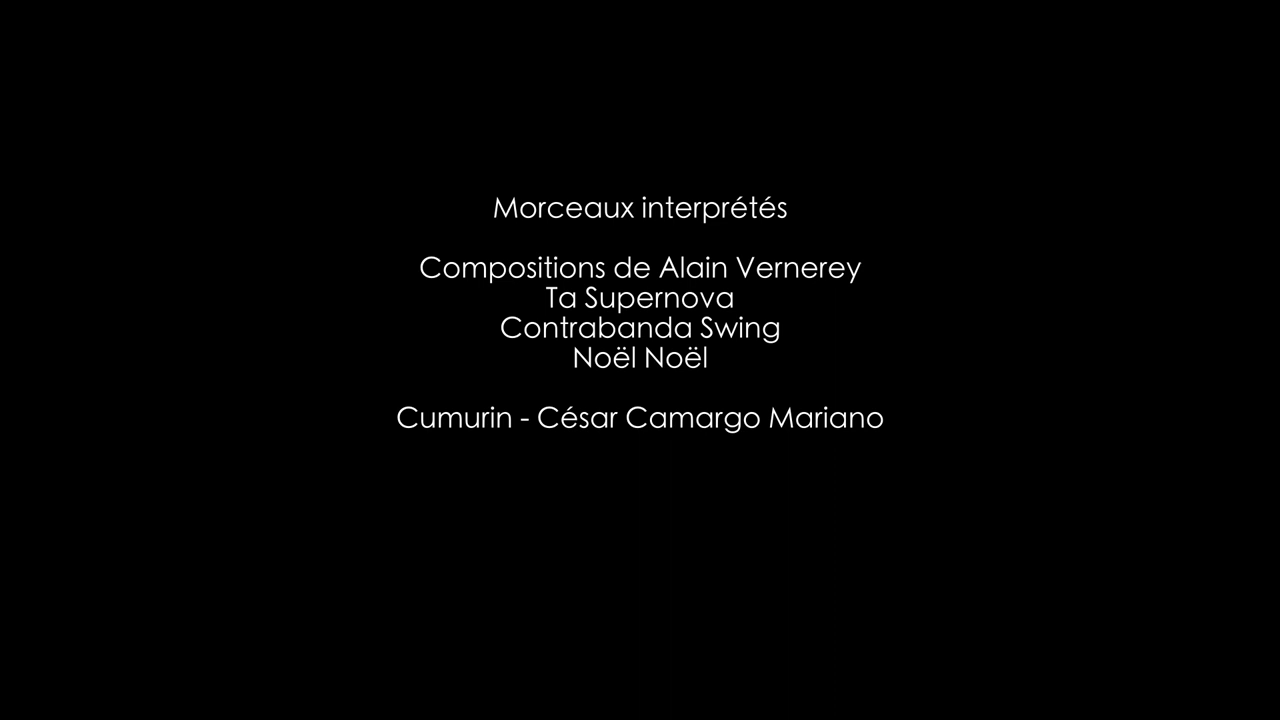 Morceaux interprétés
Compositions de Alain Vernerey
Ta Supernova
Contrabanda Swing
Noël Noël
Cumurin - César Camargo Mariano